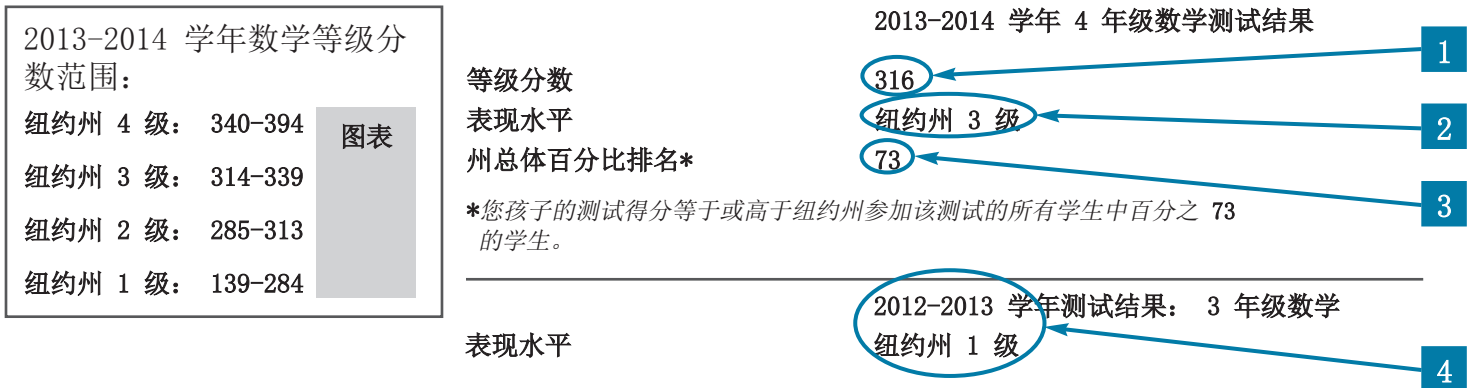 2013-2014 学年数学等级分
数范围：
纽约州 4 级： 340-394
纽约州 3 级： 314-339
纽约州 2 级： 285-313
纽约州 1 级： 139-284
图表
2013-2014 学年 4 年级数学测试结果
等级分数 316
表现水平 纽约州 3 级
州总体百分比排名* 73
*您孩子的测试得分等于或高于纽约州参加该测试的所有学生中百分之 73
的学生。
2012-2013 学年测试结果： 3 年级数学
表现水平 纽约州 1 级
1
2
3
4